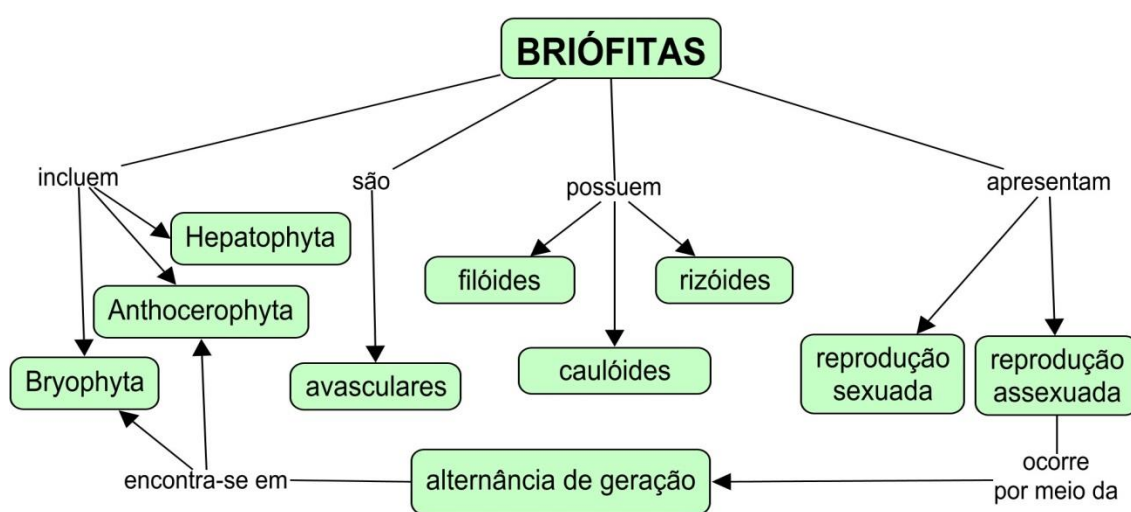 BRIÓFITAS
incluem
são
possuem
apresentam
Hepatophyta
filóides
rizóides
Anthocerophyta
Bryophyta
avasculares
caulóides
reprodução
sexuada
reprodução
assexuada
encontra-se em
alternância de geração
ocorre
por meio da